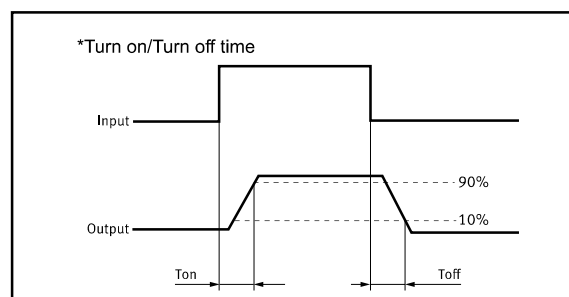 *Turn on/Turn off time
Input
90%
10%
Output
Ton
Toff